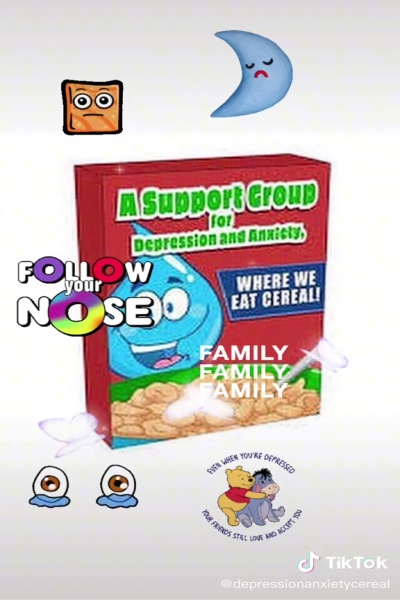 A Support Group
for
Depression and Anxiety,
WHERE WE
EAT CEREAL!
FOLLOW
your
NOSE
FAMILY
FAMILY
FAMILY
EVEN WHEN YOU'RE DEPRESSED
YOUR FRIENDS STILL LOVE AND ACCEPT YOU
TikTok
@depressionanxietycereal